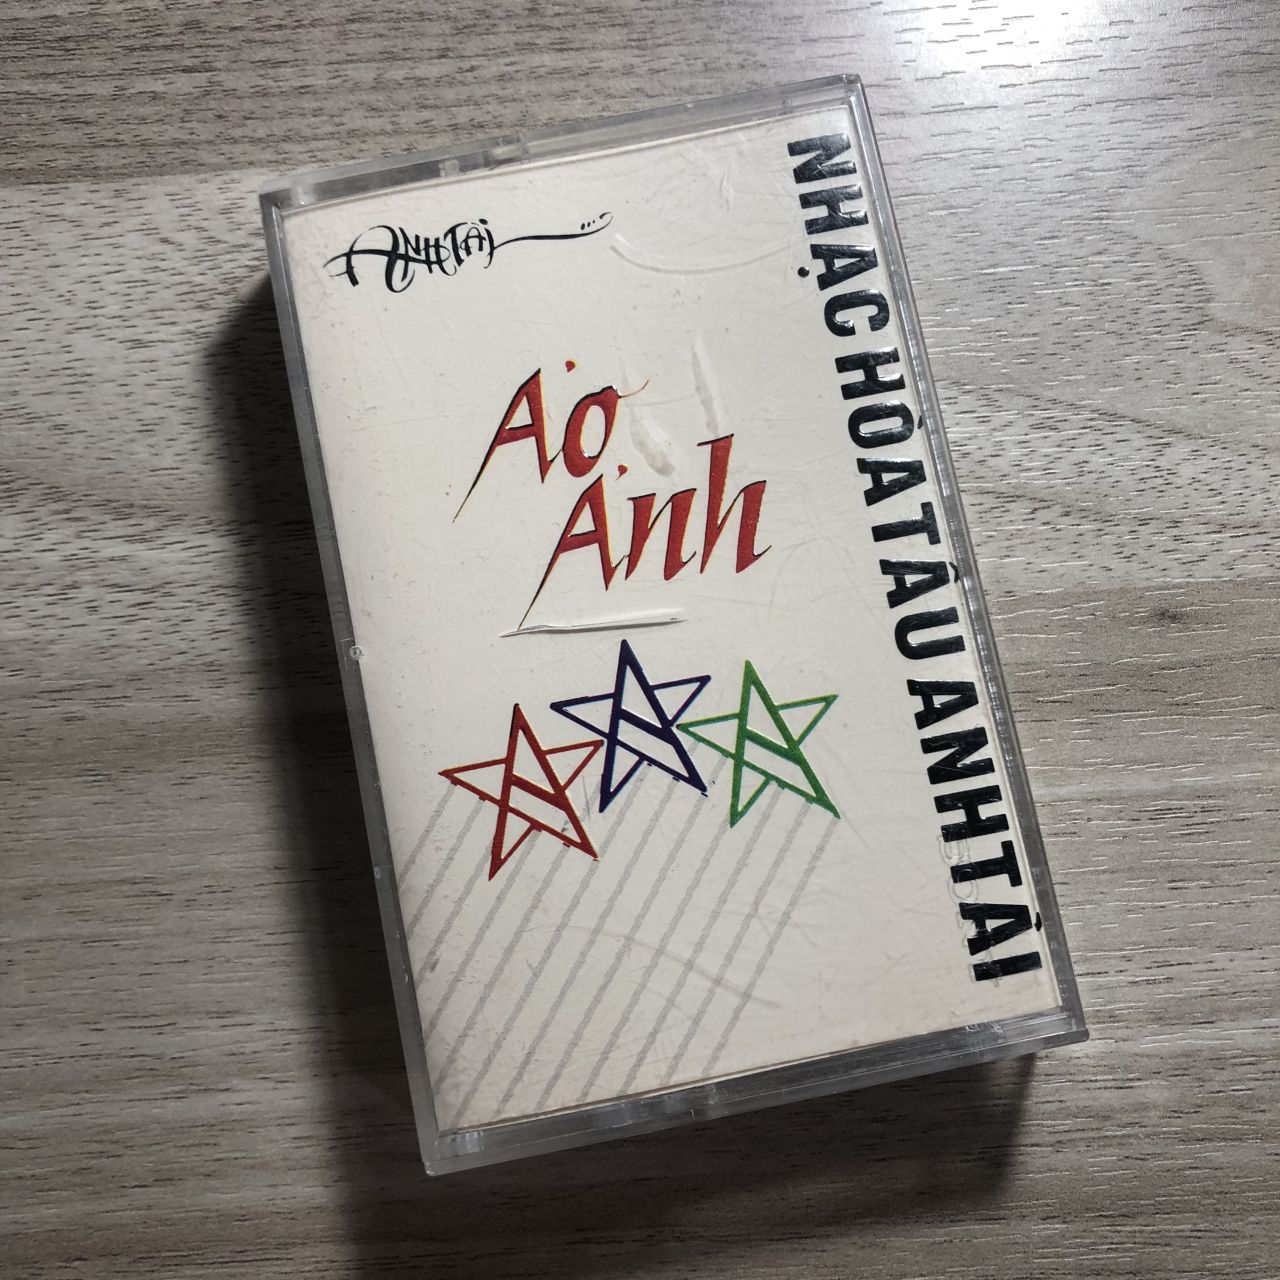 ANH TÀI
Ảo
Ảnh
NHẠC HÒA TẤU ANH TÀI